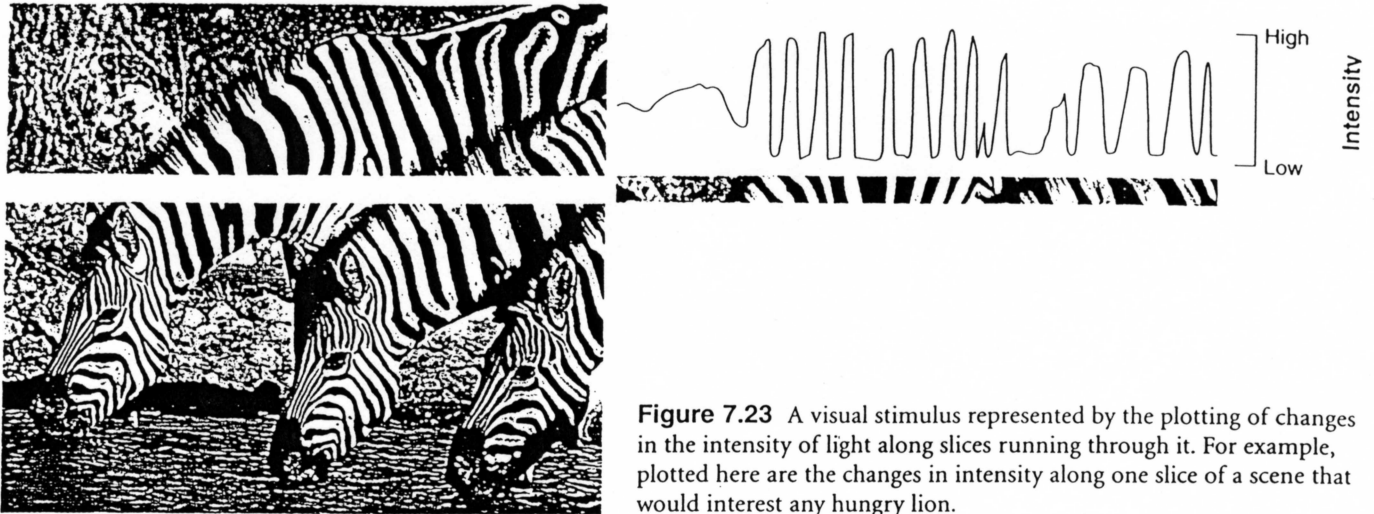 High
Intensity
Low
Figure 7.23 A visual stimulus represented by the plotting of changes
in the intensity of light along slices running through it. For example,
plotted here are the changes in intensity along one slice of a scene that
would interest any hungry lion.